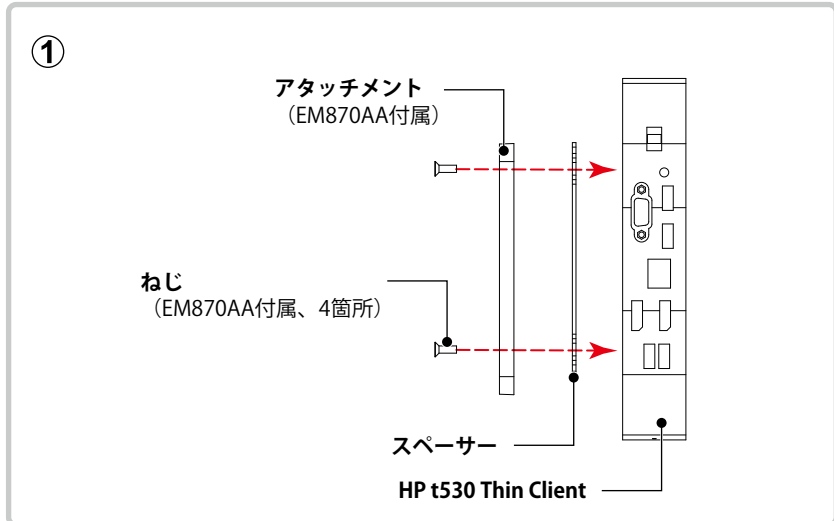 ①
アタッチメント
（EM870AA付属）
ねじ
（EM870AA付属、4箇所）
スペーサー
HP t530 Thin Client